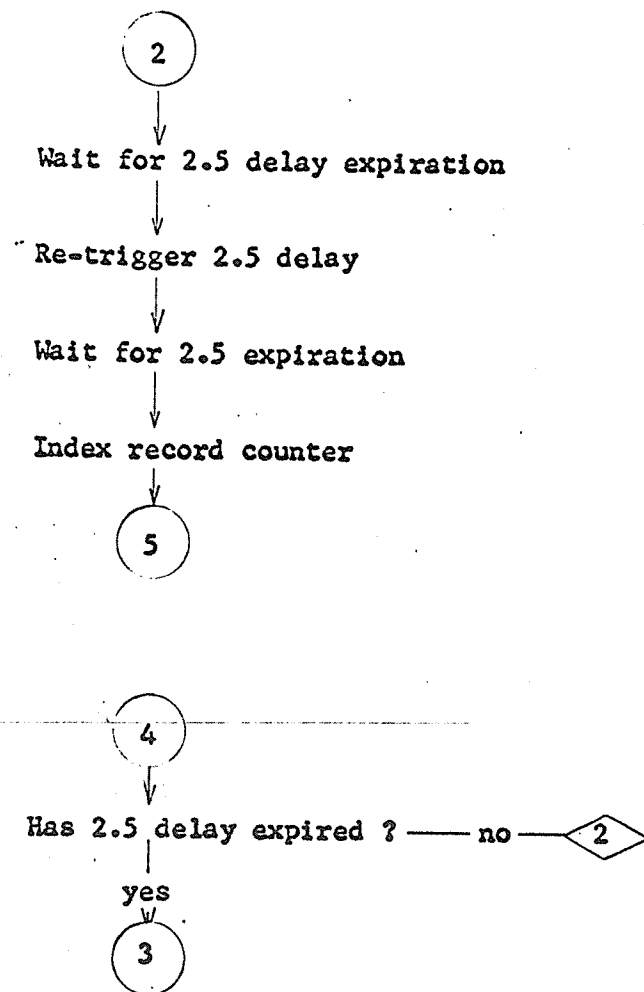 2
Wait for 2.5 delay expiration
Re-trigger 2.5 delay
Wait for 2.5 expiration
Index record counter
5
4
Has 2.5 delay expired ? no 2
yes
3